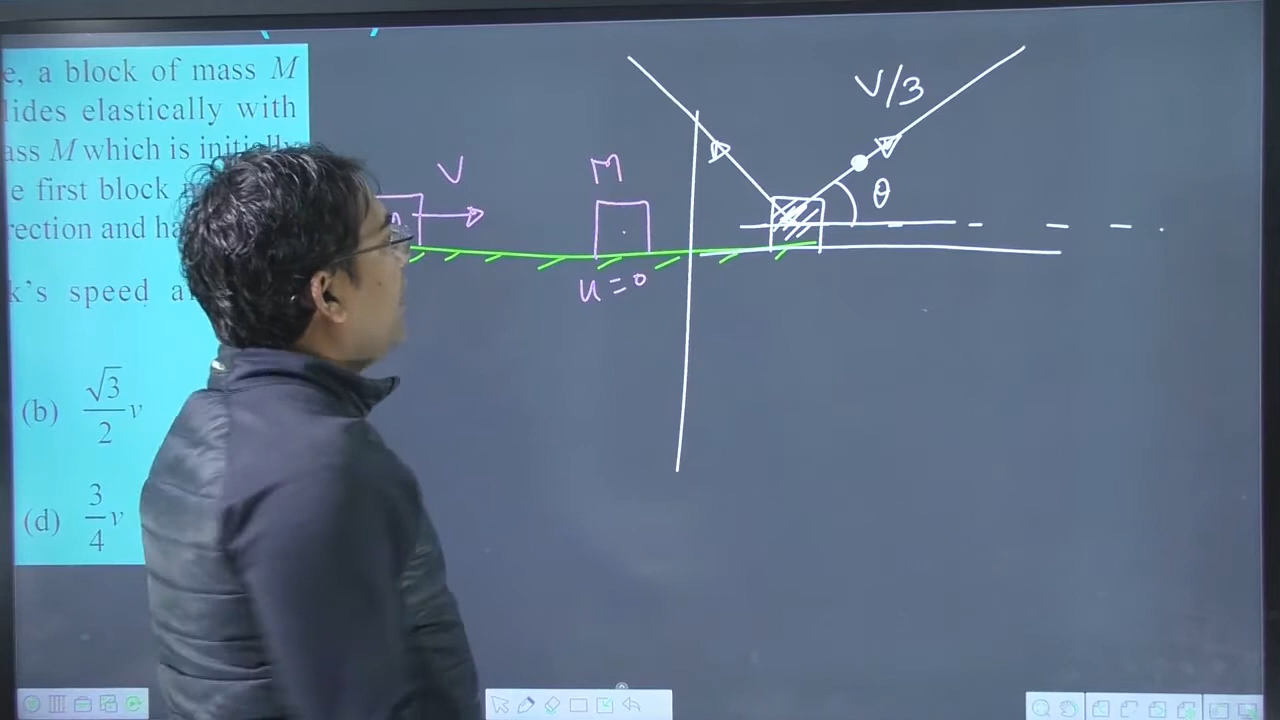 e, a block of mass M
lides elastically with
ass M which is initially
e first block
rection and ha
k's speed a
(b) √3/2 v
(d) 3/4 v
V
M
u=0
V/3
θ